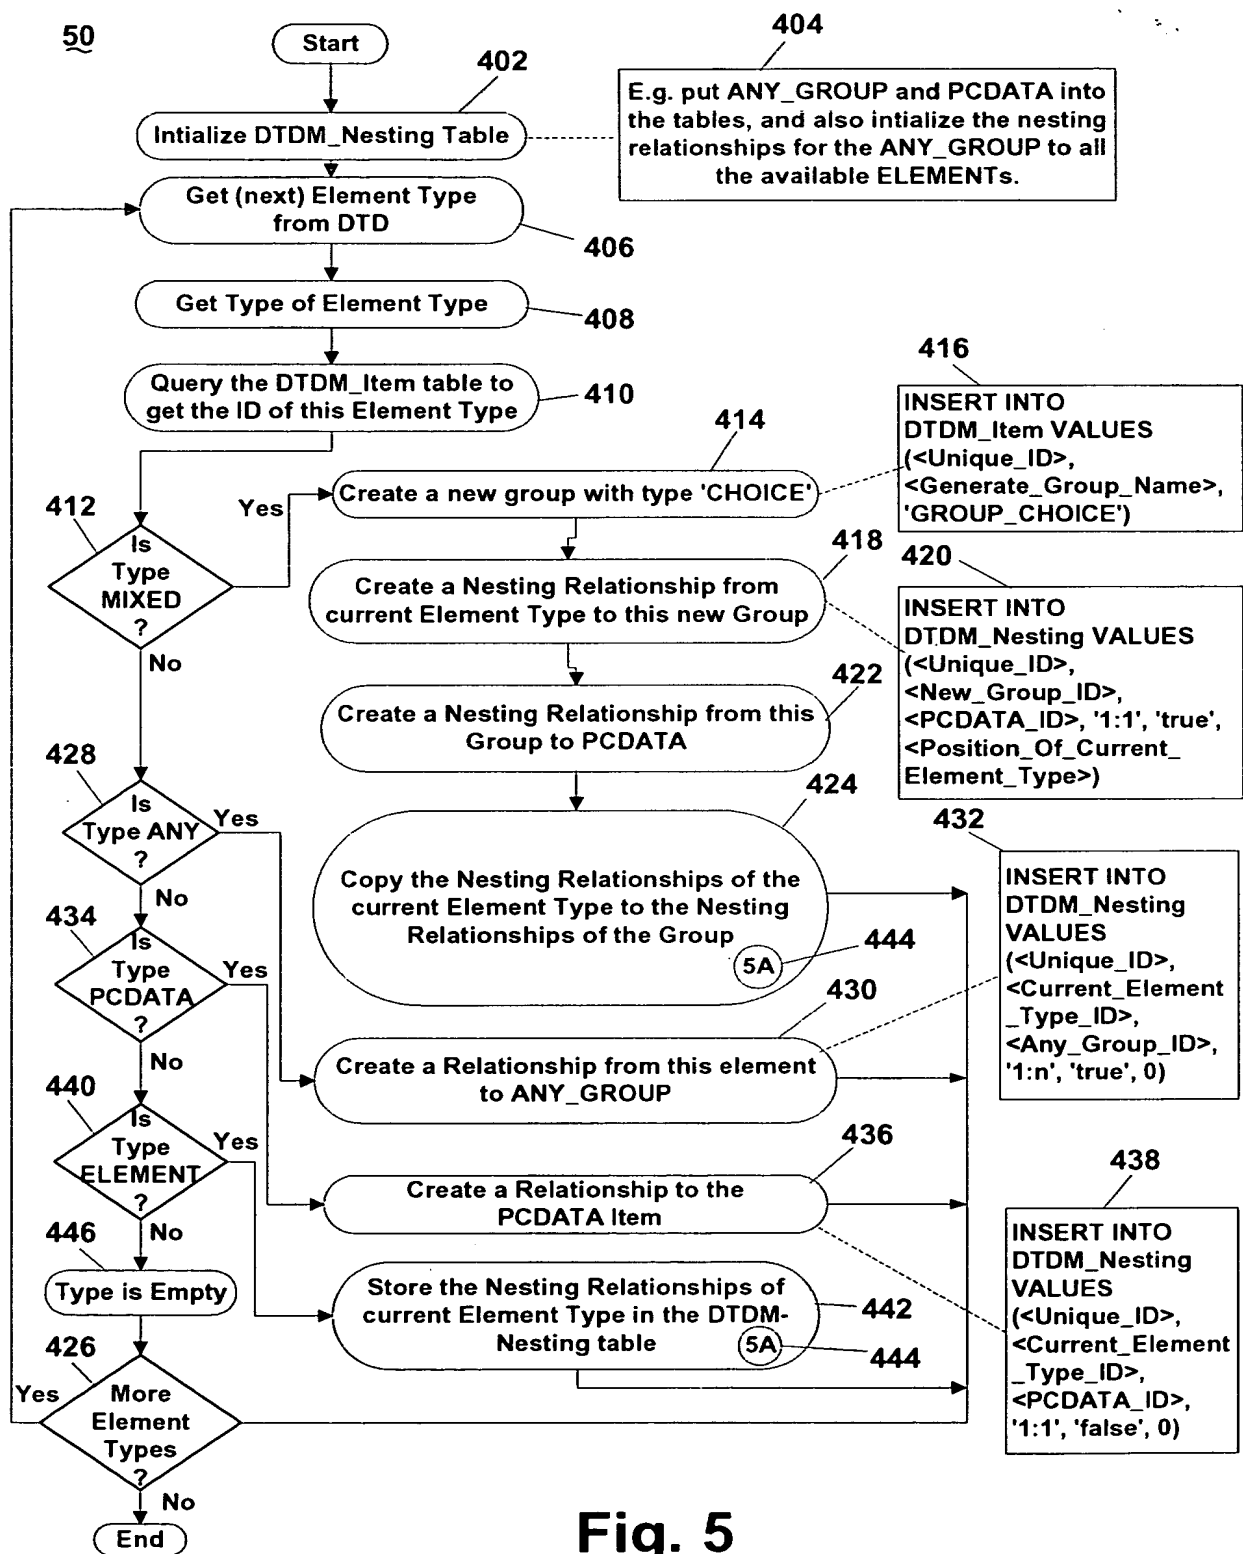 50
Start
402
404
Intialize DTDM_Nesting Table
E.g. put ANY_GROUP and PCDATA into
the tables, and also intialize the nesting
relationships for the ANY_GROUP to all
the available ELEMENTs.
Get (next) Element Type
from DTD
406
Get Type of Element Type
408
Query the DTDM_Item table to
get the ID of this Element Type
410
412
Is
Type
MIXED
?
Yes
No
414
Create a new group with type 'CHOICE'
416
INSERT INTO
DTDM_Item VALUES
(<Unique_ID>,
<Generate_Group_Name>,
'GROUP_CHOICE')
418
Create a Nesting Relationship from
current Element Type to this new Group
420
INSERT INTO
DTDM_Nesting VALUES
(<Unique_ID>,
<New_Group_ID>,
<PCDATA_ID>, '1:1', 'true',
<Position_Of_Current_
Element_Type>)
422
Create a Nesting Relationship from this
Group to PCDATA
424
Copy the Nesting Relationships of the
current Element Type to the Nesting
Relationships of the Group
5A
444
428
Is
Type ANY
?
Yes
No
430
Create a Relationship from this element
to ANY_GROUP
432
INSERT INTO
DTDM_Nesting
VALUES
(<Unique_ID>,
<Current_Element
_Type_ID>,
<Any_Group_ID>,
'1:n', 'true', 0)
434
Is
Type
PCDATA
?
Yes
No
436
Create a Relationship to the
PCDATA Item
438
INSERT INTO
DTDM_Nesting
VALUES
(<Unique_ID>,
<Current_Element
_Type_ID>,
<PCDATA_ID>,
'1:1', 'false', 0)
440
Is
Type
ELEMENT
?
Yes
No
442
Store the Nesting Relationships of
current Element Type in the DTDM-
Nesting table
5A
444
446
Type is Empty
426
More
Element
Types
?
Yes
No
End
Fig. 5